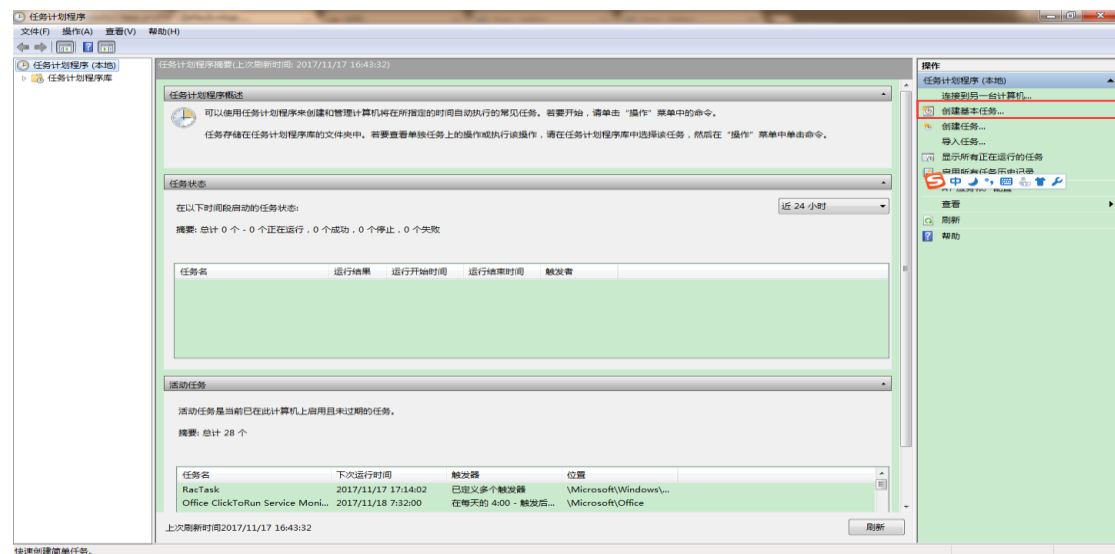 任务计划程序
文件(F) 操作(A) 查看(V) 帮助(H)
任务计划程序 (本地)
任务计划程序库
任务计划程序摘要(上次刷新时间: 2017/11/17 16:43:32)
任务计划程序概述
可以使用任务计划程序来创建和管理计算机将在所指定的时间自动执行的常见任务。若要开始，请单击“操作”菜单中的命令。
任务存储在任务计划程序库的文件夹中。若要查看单独任务上的操作或执行该操作，请在任务计划程序库中选择该任务，然后在“操作”菜单中单击命令。
任务状态
在以下时间段启动的任务状态:
近 24 小时
摘要: 总计 0 个 - 0 个正在运行，0 个成功，0 个停止，0 个失败
任务名 运行结果 运行开始时间 运行结束时间 触发者
活动任务
活动任务是当前已在此计算机上启用且未过期的任务。
摘要: 总计 28 个
任务名 下次运行时间 触发器 位置
RacTask 2017/11/17 17:14:02 已定义多个触发器 \Microsoft\Windows\...
Office ClickToRun Service Moni... 2017/11/18 7:32:00 在每天的 4:00 - 触发后... \Microsoft\Office
上次刷新时间2017/11/17 16:43:32
刷新
操作
任务计划程序 (本地)
连接到另一台计算机...
创建基本任务...
创建任务...
导入任务...
显示所有正在运行的任务
启用所有任务历史记录
中
查看
刷新
帮助
快速创建简单任务。